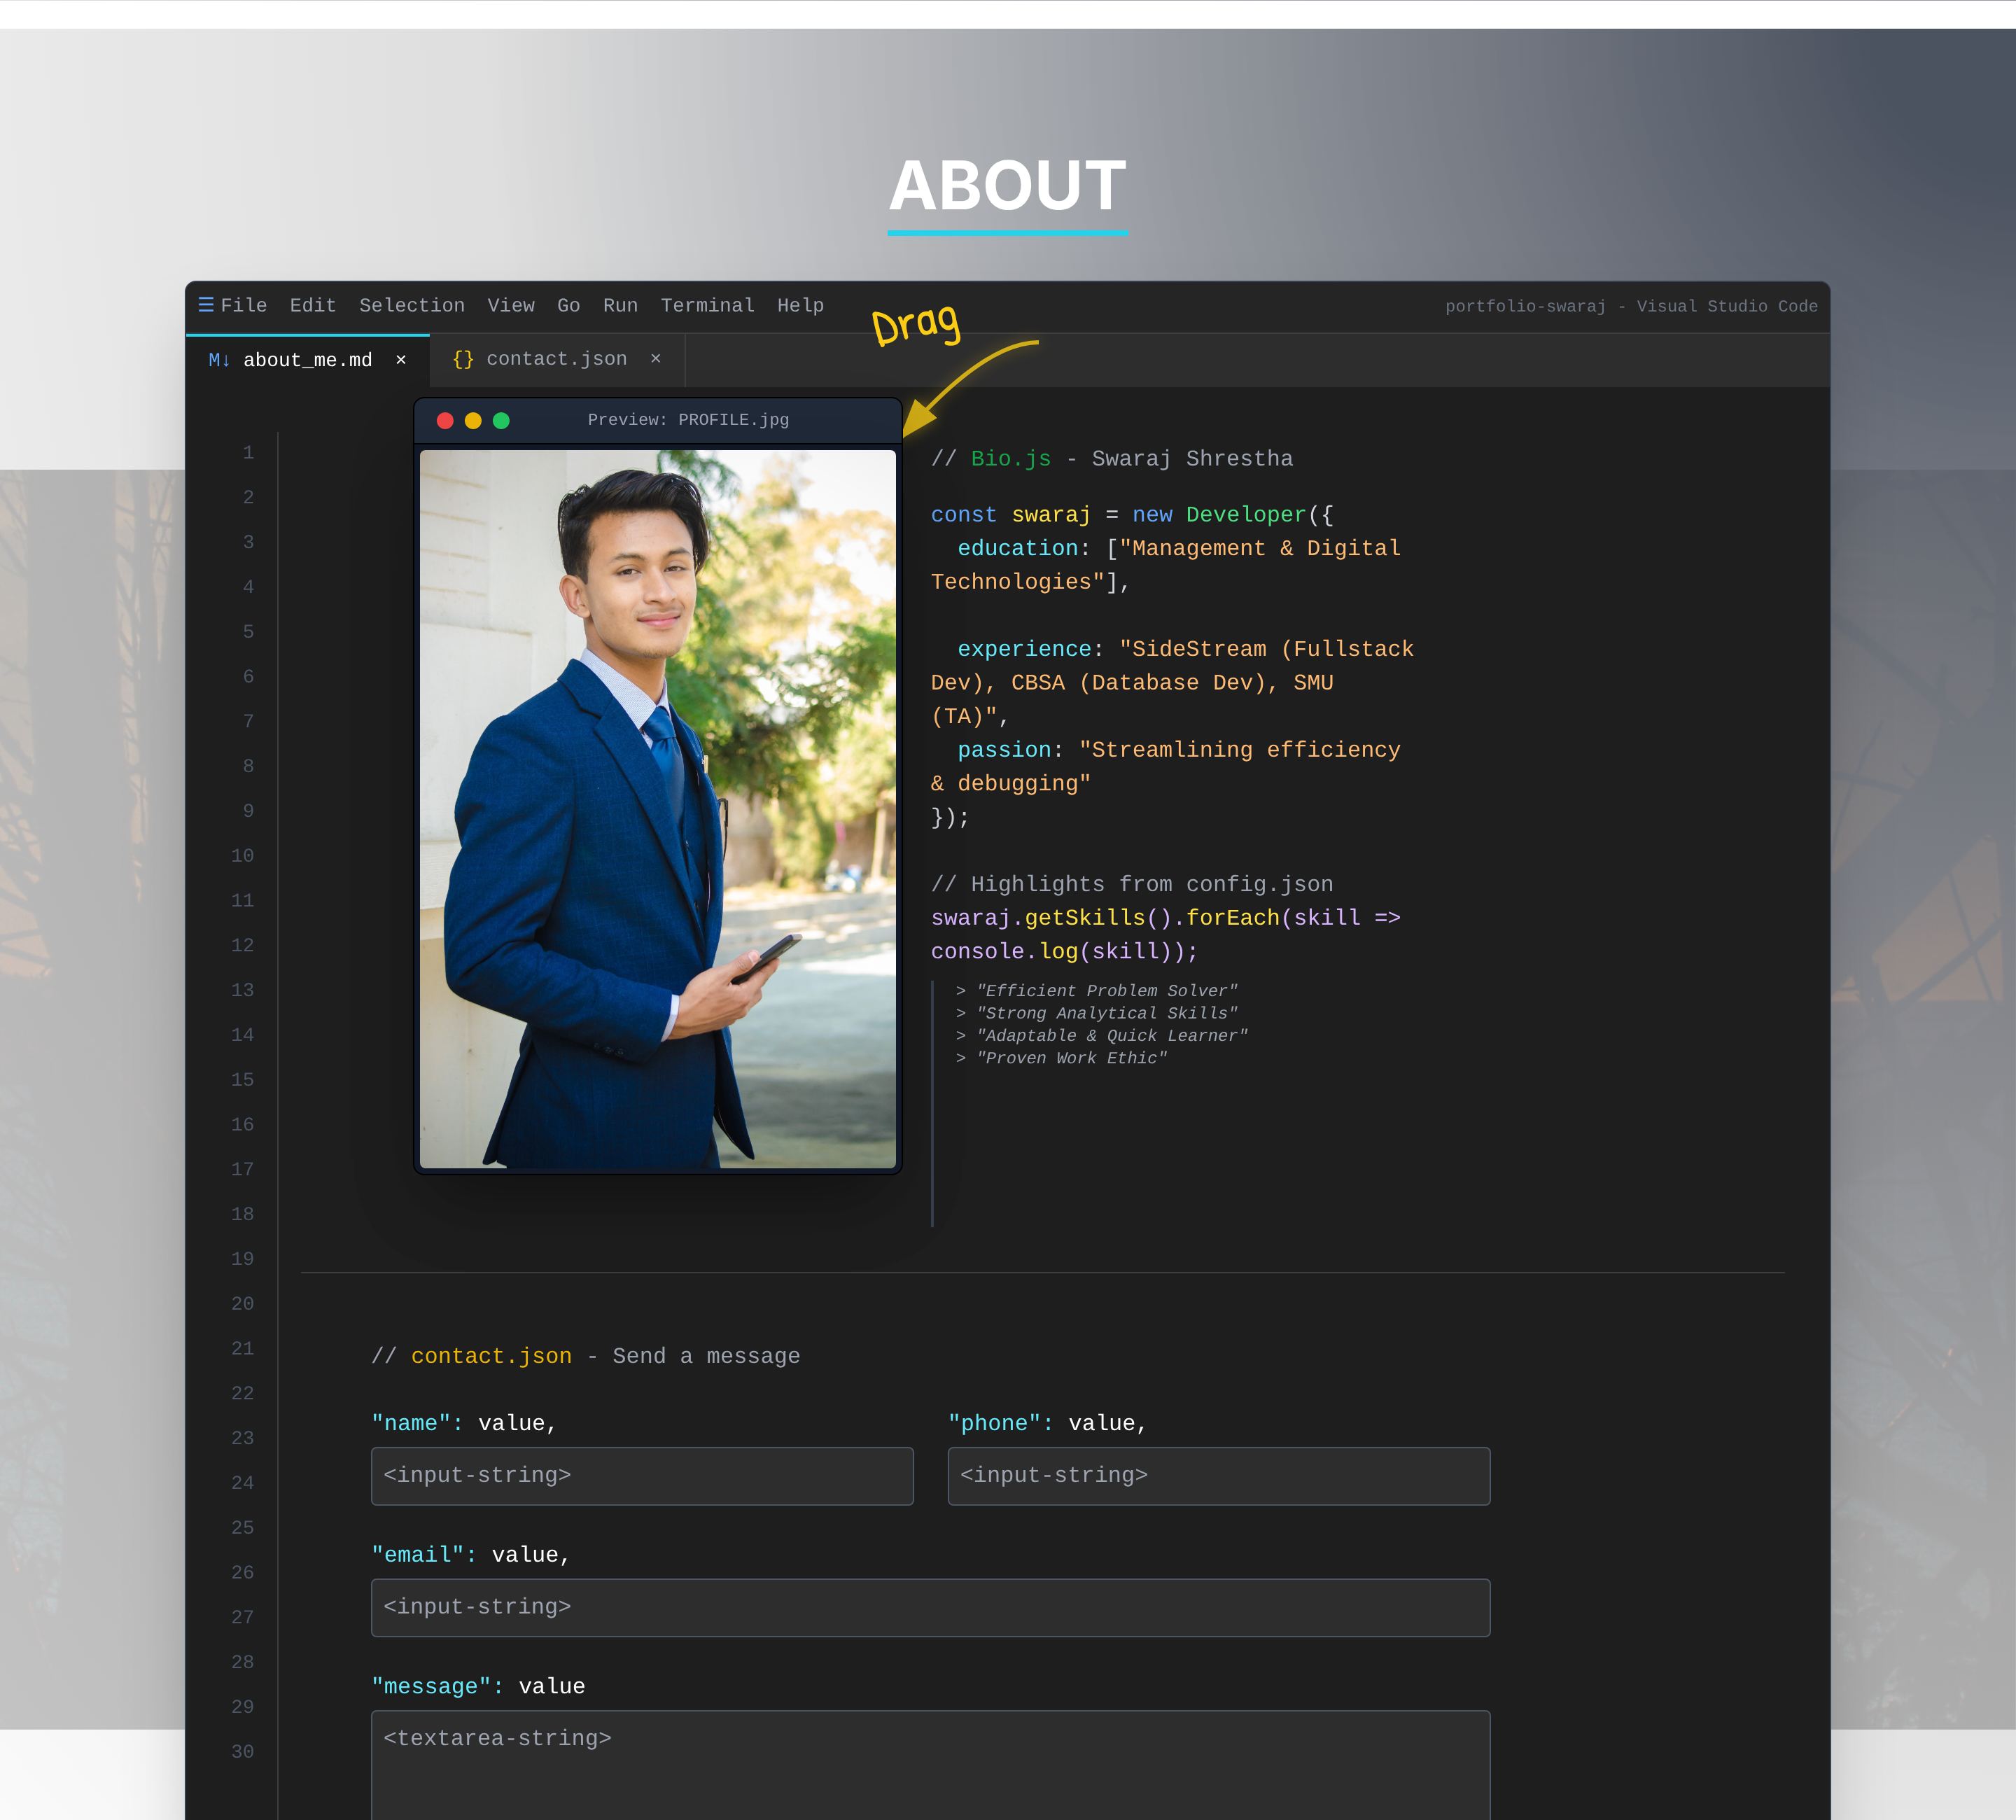 ABOUT
☰ File Edit Selection View Go Run Terminal Help
portfolio-swaraj - Visual Studio Code
Drag
M↓ about_me.md ×
{} contact.json ×
Preview: PROFILE.jpg
1
2
3
4
5
6
7
8
9
10
11
12
13
14
15
16
17
18
19
20
21
22
23
24
25
26
27
28
29
30
// Bio.js - Swaraj Shrestha
const swaraj = new Developer({
education: ["Management & Digital
Technologies"],
experience: "SideStream (Fullstack
Dev), CBSA (Database Dev), SMU
(TA)",
passion: "Streamlining efficiency
& debugging"
});
// Highlights from config.json
swaraj.getSkills().forEach(skill =>
console.log(skill));
> "Efficient Problem Solver"
> "Strong Analytical Skills"
> "Adaptable & Quick Learner"
> "Proven Work Ethic"
// contact.json - Send a message
"name": value,
<input-string>
"phone": value,
<input-string>
"email": value,
<input-string>
"message": value
<textarea-string>